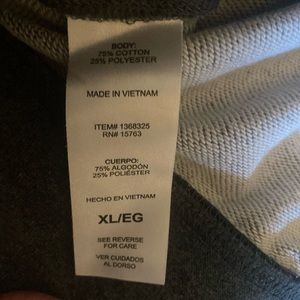 BODY:
75% COTTON
25% POLYESTER
MADE IN VIETNAM
ITEM# 1368325
RN# 15763
CUERPO:
75% ALGODÓN
25% POLIÉSTER
HECHO EN VIETNAM
XL/EG
SEE REVERSE
FOR CARE
VER CUIDADOS
AL DORSO